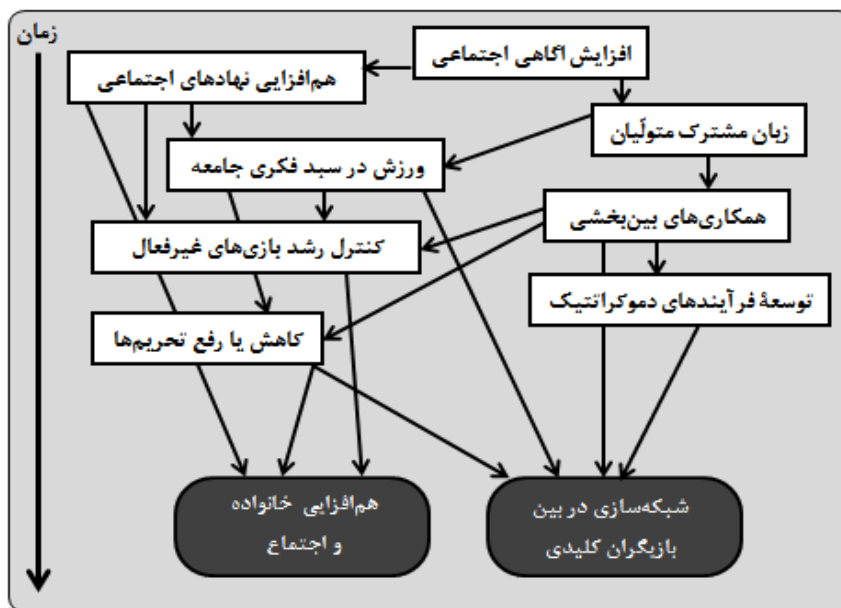 زمان
افزایش آگاهی اجتماعی
هم‌افزایی نهادهای اجتماعی
زبان مشترک متولّیان
ورزش در سبد فکری جامعه
همکاری‌های بین‌بخشی
کنترل رشد بازی‌های غیرفعال
توسعهٔ فرآیندهای دموکراتتیک
کاهش یا رفع تحریم‌ها
هم‌افزایی خانواده
و اجتماع
شبکه‌سازی در بین
بازیگران کلیدی